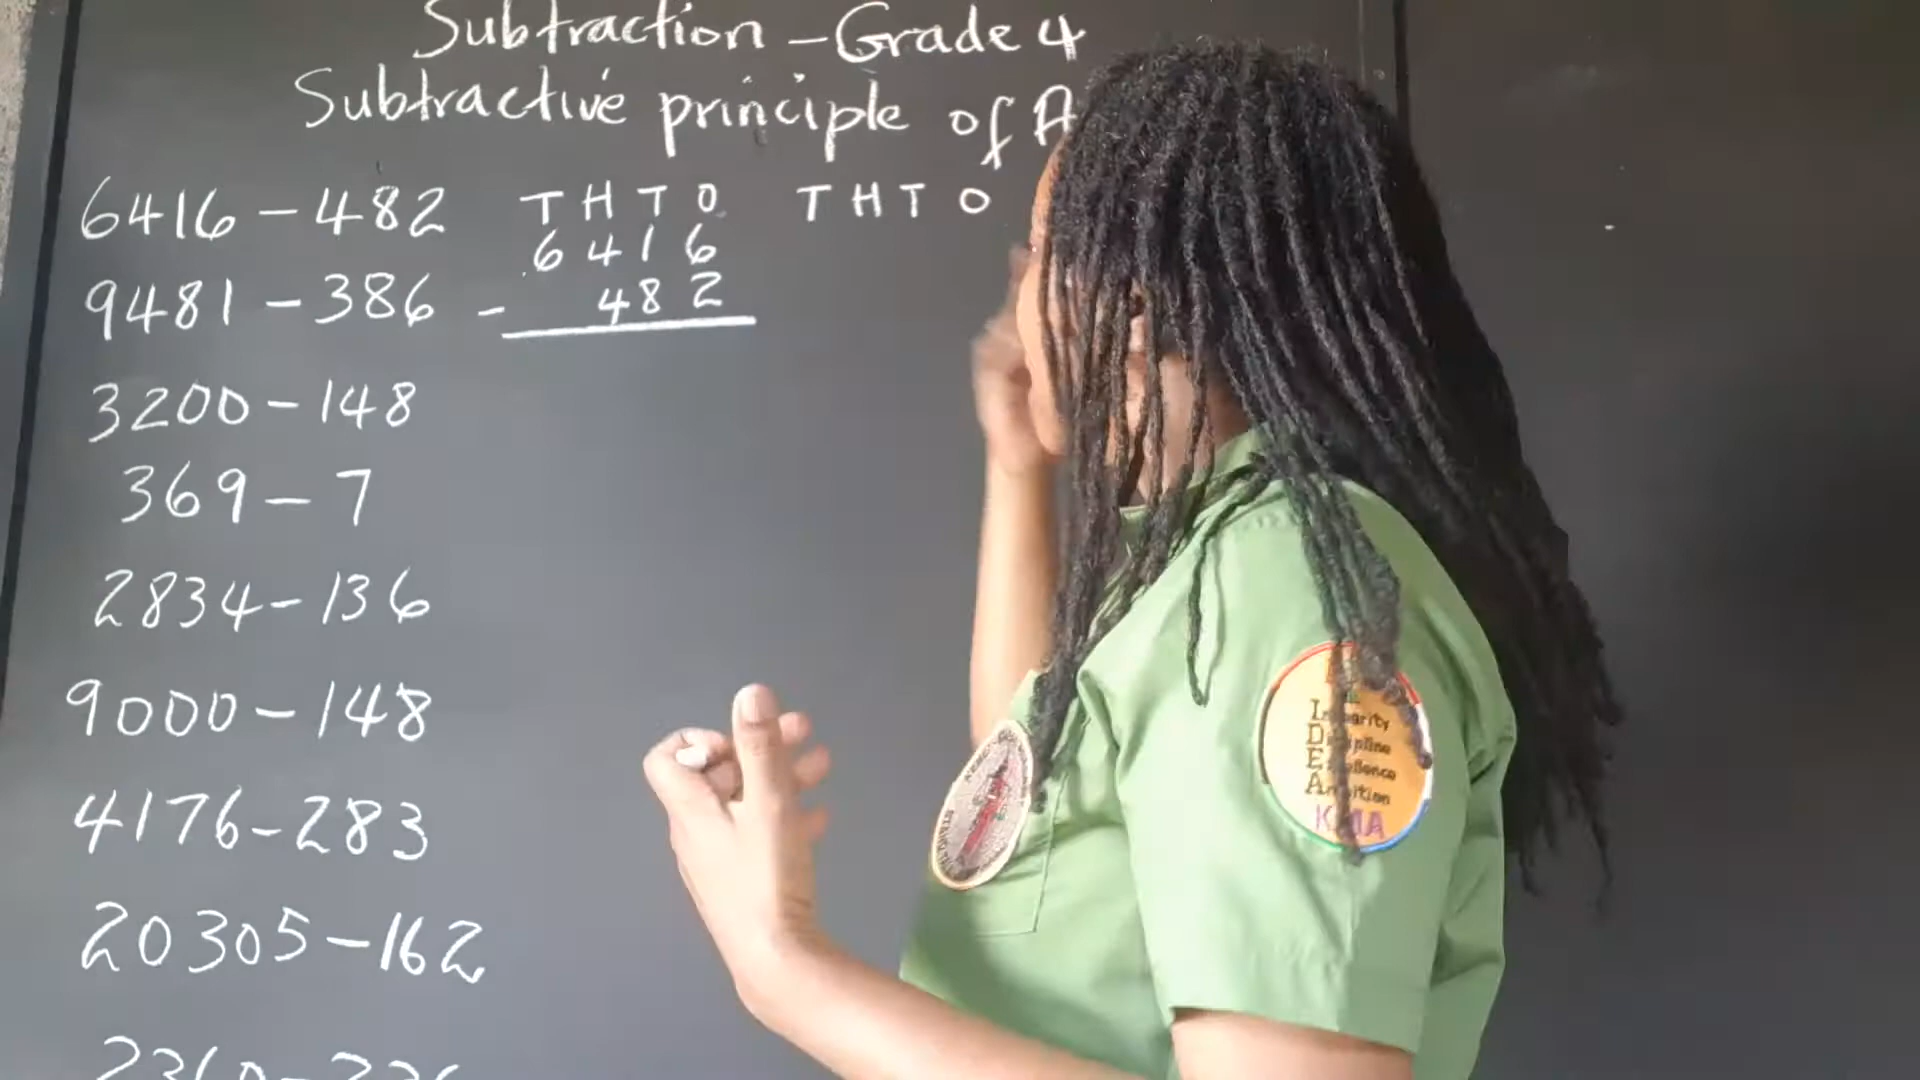 Subtraction - Grade 4
Subtractive principle of A
6416 - 482
T H T O
T H T O
6 4 1 6
- 4 8 2
9481 - 386
3200 - 148
369 - 7
2834 - 136
9000 - 148
4176 - 283
20305 - 162
I
D
E
A
KMA